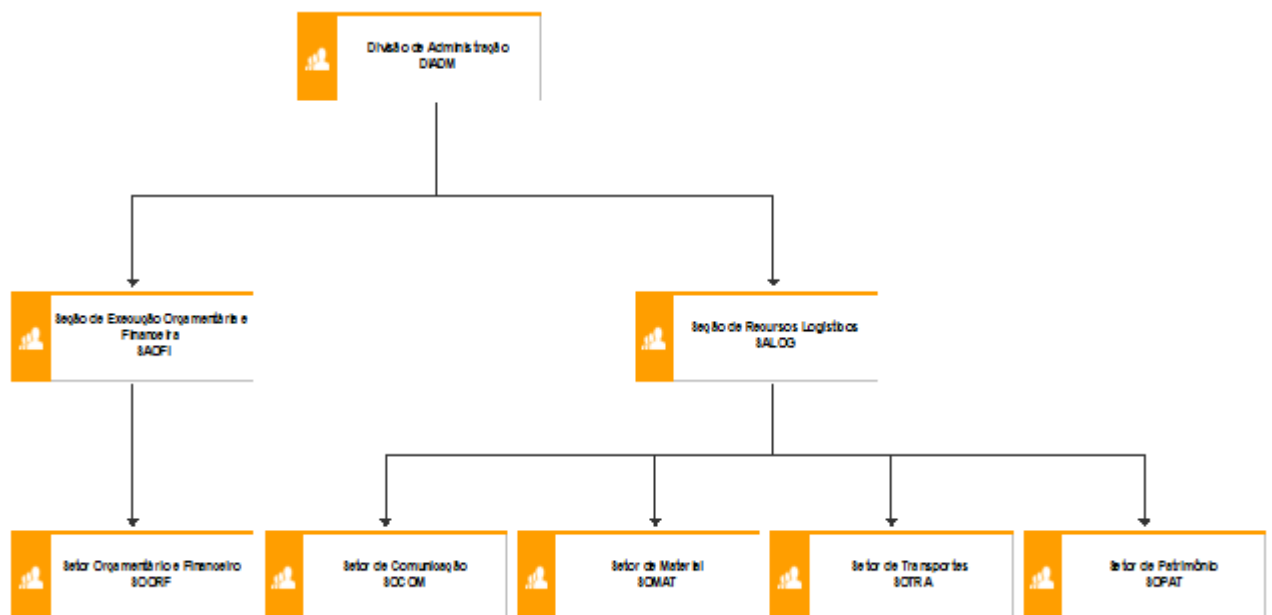 Divisão de Administração
DIADM
Seção de Execução Orçamentária e
Financeira
SAOFI
Seção de Recursos Logísticos
SALOG
Setor Orçamentário e Financeiro
SOORF
Setor de Comunicação
SOCOM
Setor de Material
SOMAT
Setor de Transportes
SOTRA
Setor de Patrimônio
SOPAT